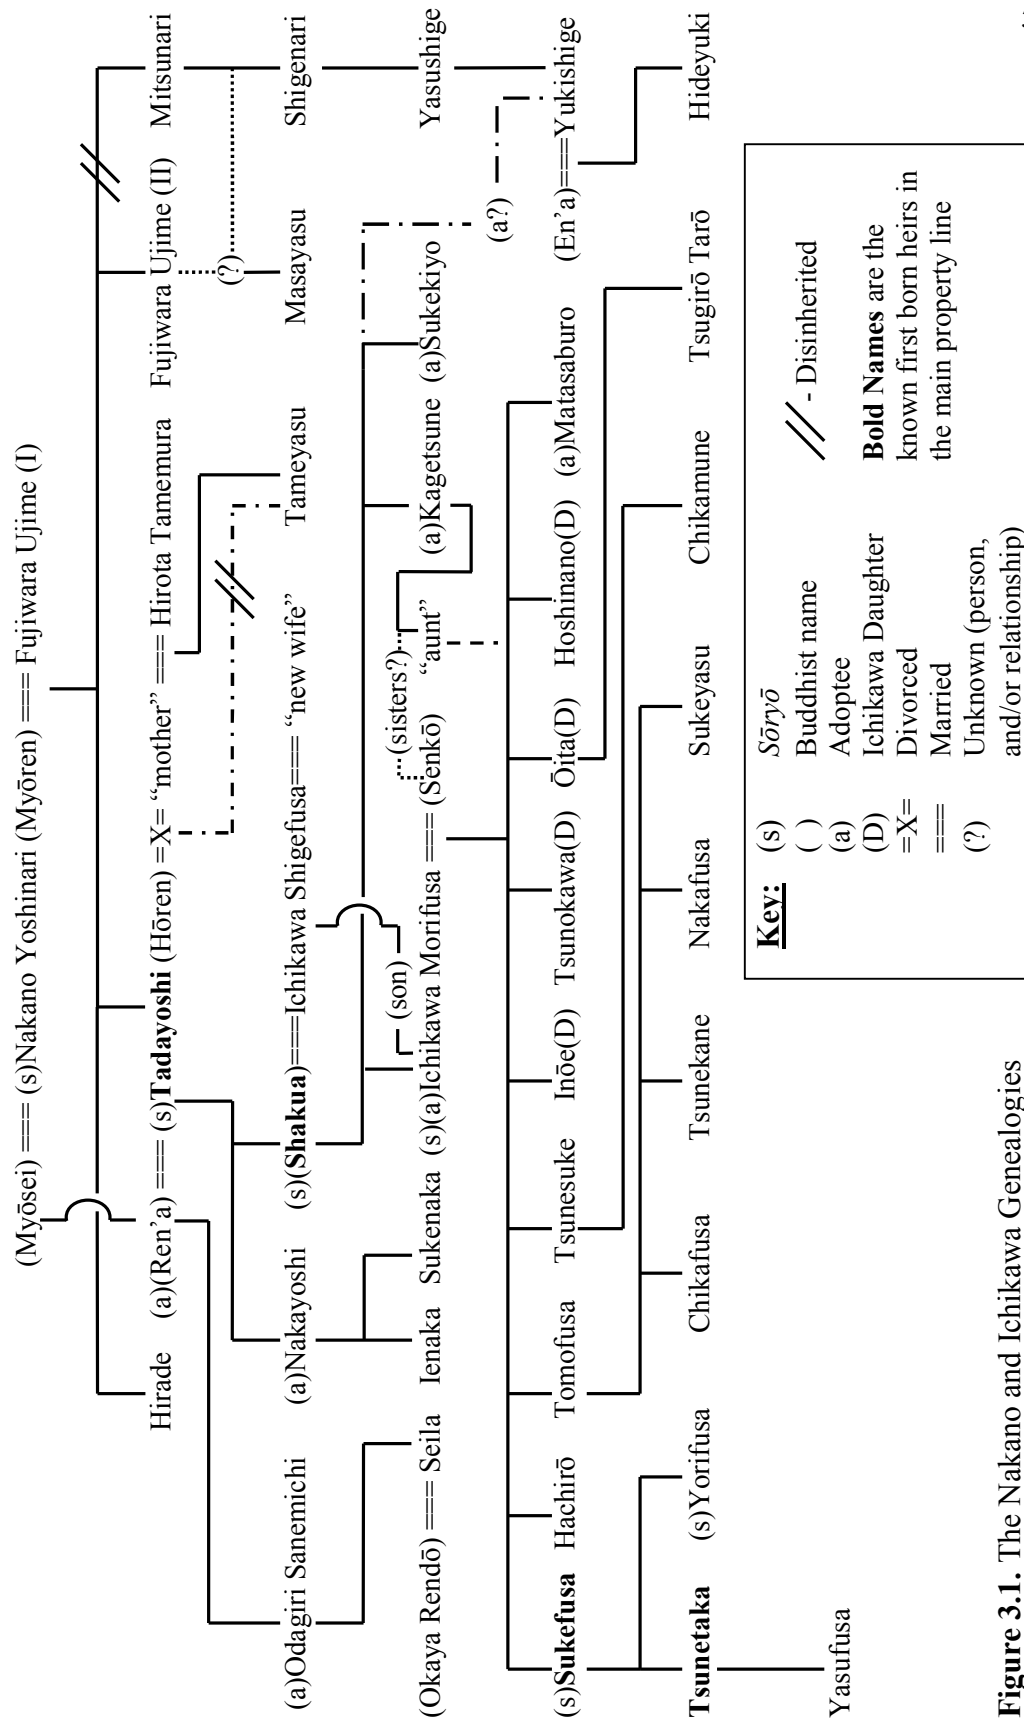 (Myōsei) === (s)Nakano Yoshinari (Myōren) === Fujiwara Ujime (I)
Hirade (a)(Ren’a) === (s)Tadayoshi (Hōren) =X= “mother” === Hirota Tamemura Fujiwara Ujime (II) Mitsunari
(?)
(a)Odagiri Sanemichi (a)Nakayoshi (s)(Shakua)===Ichikawa Shigefusa=== “new wife” Tameyasu Masayasu Shigenari
(son) (sisters?)
(Okaya Rendō) === Seila Ienaka Sukenaka (s)(a)Ichikawa Morifusa === (Senkō) “aunt” (a)Kagetsune (a)Sukekiyo Yasushige
(a?)
(s)Sukefusa Hachirō Tomofusa Tsunesuke Inōe(D) Tsunokawa(D) Ōita(D) Hoshinano(D) (a)Matasaburo (En’a)===Yukishige
Tsunetaka (s)Yorifusa Chikafusa Tsunekane Nakafusa Sukeyasu Chikamune Tsugirō Tarō Hideyuki
Yasufusa
Key:
(s) Sōryō
( ) Buddhist name
(a) Adoptee
(D) Ichikawa Daughter
=X= Divorced
=== Married
(?) Unknown (person,
and/or relationship)
// - Disinherited
Bold Names are the
known first born heirs in
the main property line
Figure 3.1. The Nakano and Ichikawa Genealogies